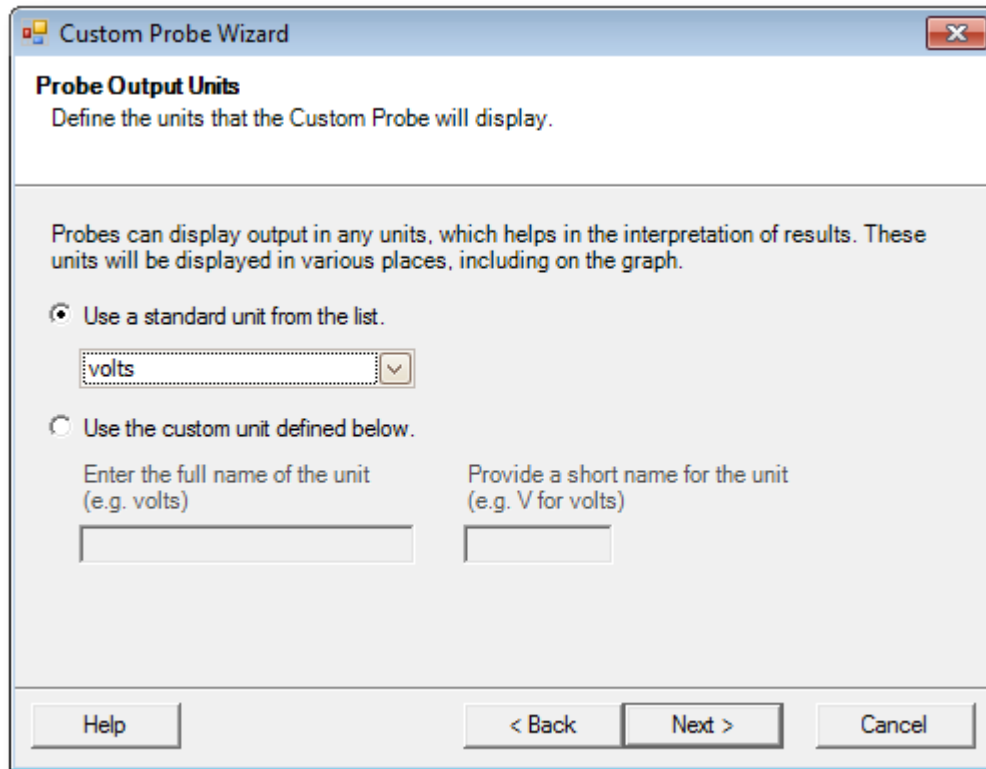 Custom Probe Wizard
Probe Output Units
Define the units that the Custom Probe will display.
Probes can display output in any units, which helps in the interpretation of results. These
units will be displayed in various places, including on the graph.
Use a standard unit from the list.
volts
Use the custom unit defined below.
Enter the full name of the unit
(e.g. volts)
Provide a short name for the unit
(e.g. V for volts)
Help
< Back
Next >
Cancel